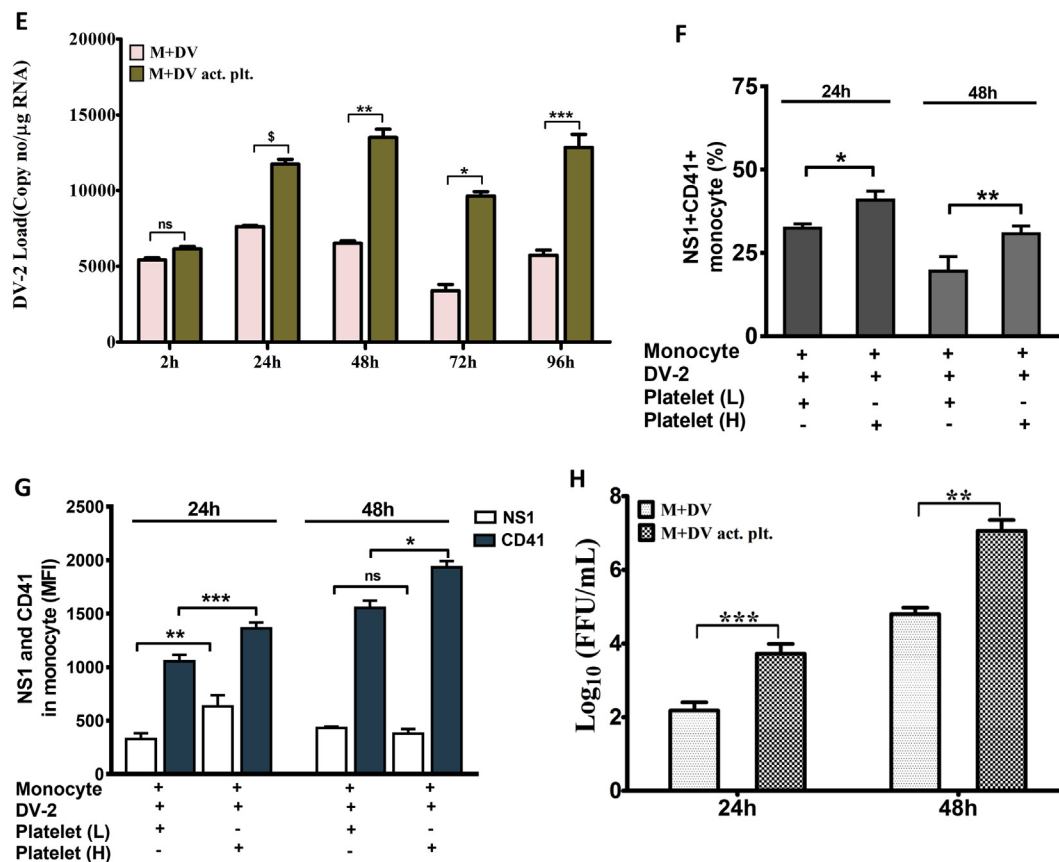 E
DV-2 Load(Copy no/µg RNA)
20000
15000
10000
5000
0
M+DV
M+DV act. plt.
ns
$
**
*
***
2h 24h 48h 72h 96h
F
NS1+CD41+
monocyte (%)
75
50
25
0
24h 48h
*
**
Monocyte + + + +
DV-2 + + + +
Platelet (L) + - + -
Platelet (H) - + - +
G
NS1 and CD41
in monocyte (MFI)
2500
2000
1500
1000
500
0
24h 48h
NS1
CD41
**
***
ns
*
Monocyte + + + +
DV-2 + + + +
Platelet (L) + - + -
Platelet (H) - + - +
H
Log10 (FFU/mL)
8
6
4
2
0
M+DV
M+DV act. plt.
***
**
24h 48h